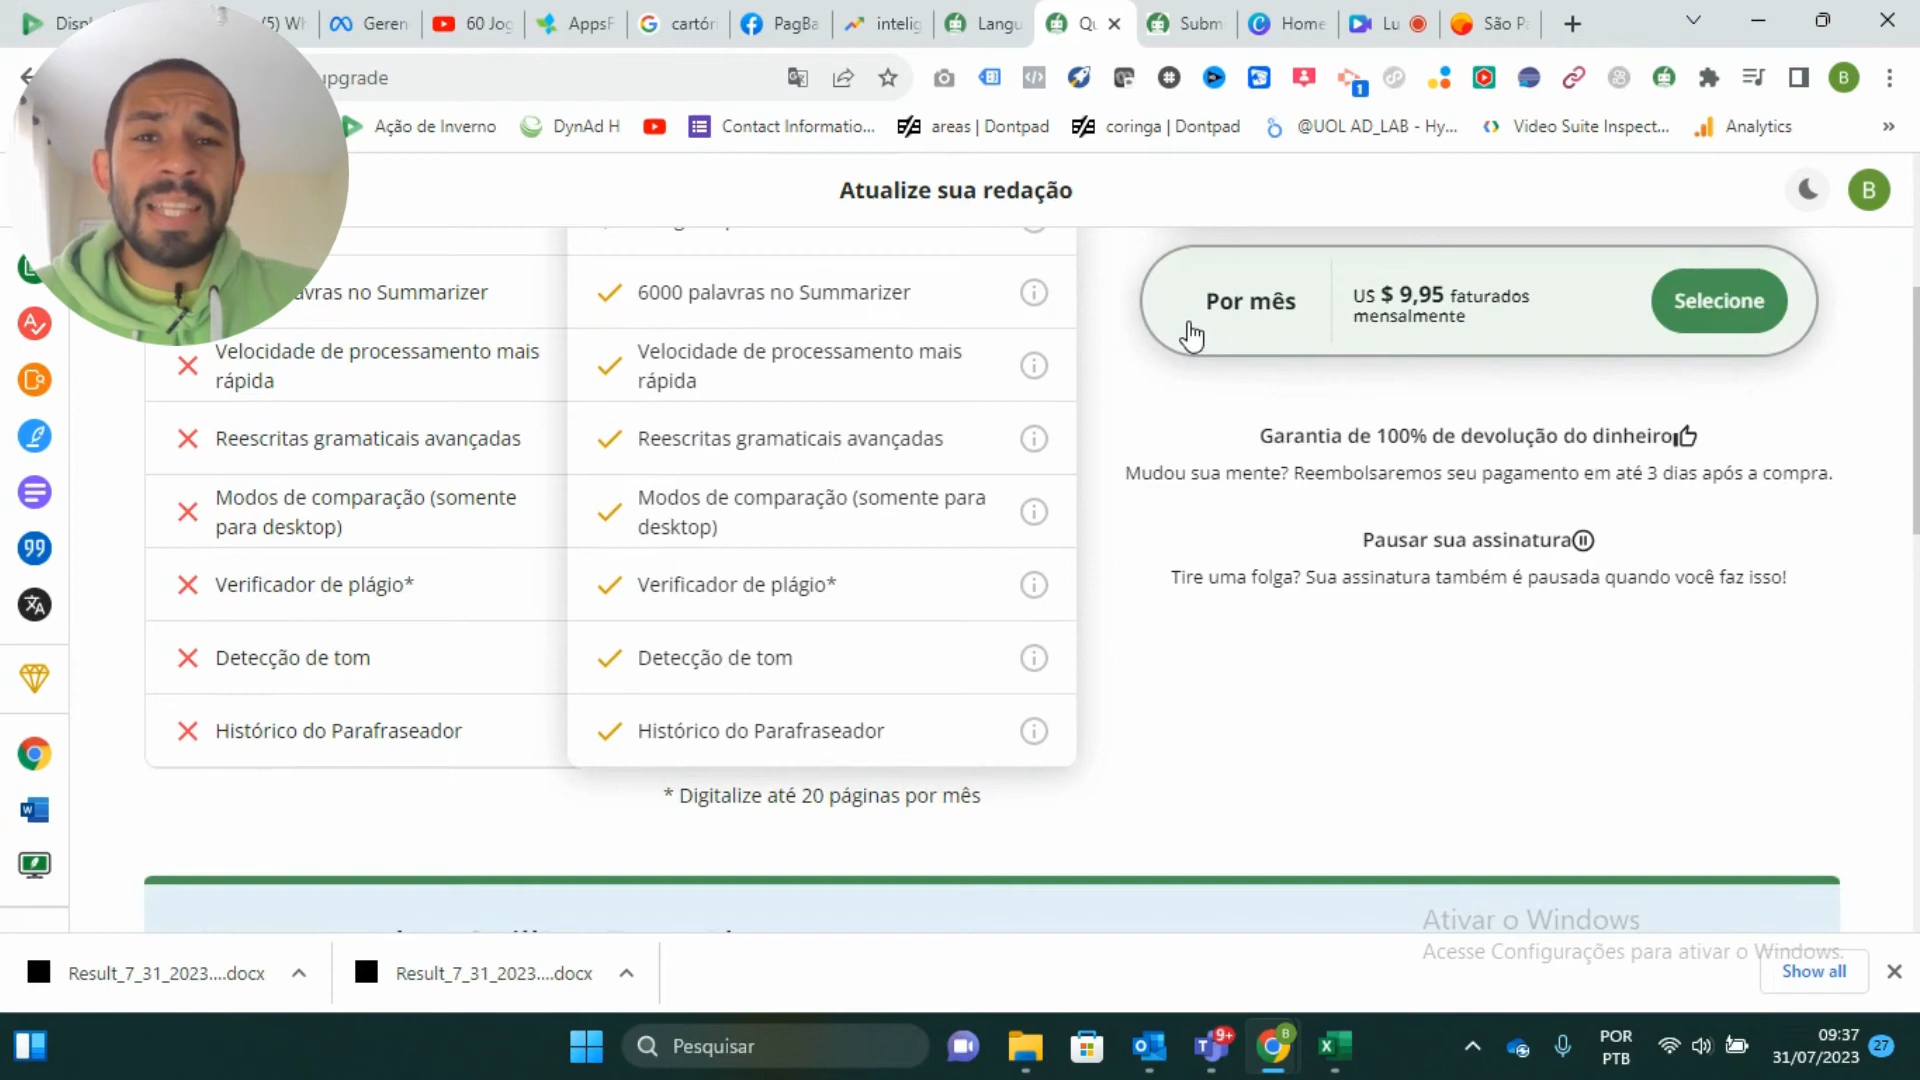 (5) Wh
Geren
60 Jog
AppsF
cartór
PagBa
intelig
Langu
Qu
Subm
Home
Lu
São Pa
upgrade
1
B
Ação de Inverno
DynAd H
Contact Informatio...
areas | Dontpad
coringa | Dontpad
@UOL AD_LAB - Hy...
Video Suite Inspect...
Analytics
Atualize sua redação
B
avras no Summarizer
6000 palavras no Summarizer
Velocidade de processamento mais
rápida
Velocidade de processamento mais
rápida
Reescritas gramaticais avançadas
Reescritas gramaticais avançadas
Modos de comparação (somente
para desktop)
Modos de comparação (somente para
desktop)
Verificador de plágio*
Verificador de plágio*
Detecção de tom
Detecção de tom
Histórico do Parafraseador
Histórico do Parafraseador
* Digitalize até 20 páginas por mês
Por mês
US $ 9,95 faturados
mensalmente
Selecione
Garantia de 100% de devolução do dinheiro
Mudou sua mente? Reembolsaremos seu pagamento em até 3 dias após a compra.
Pausar sua assinatura
Tire uma folga? Sua assinatura também é pausada quando você faz isso!
Ativar o Windows
Acesse Configurações para ativar o Windows.
Result_7_31_2023....docx
Result_7_31_2023....docx
Show all
Pesquisar
9+
B
POR
PTB
09:37
31/07/2023
27